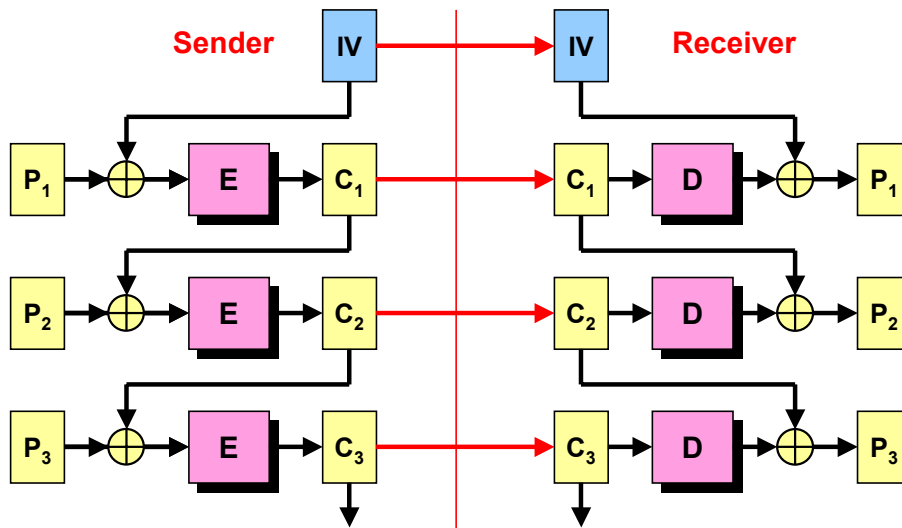 Sender IV IV Receiver
P₁ E C₁ C₁ D P₁
P₂ E C₂ C₂ D P₂
P₃ E C₃ C₃ D P₃